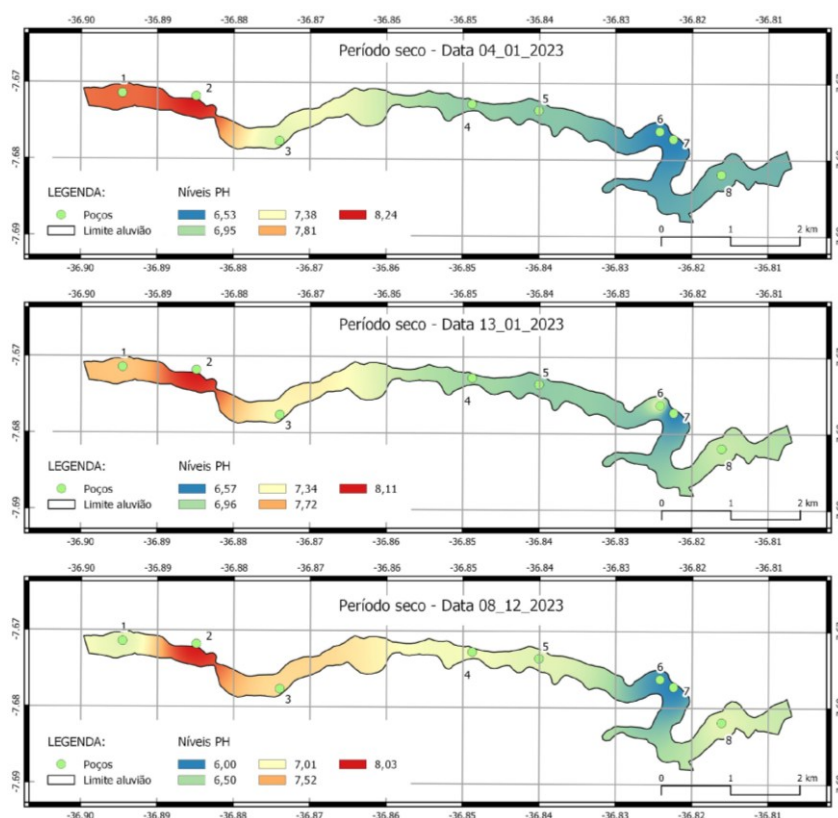 -36.90 -36.89 -36.88 -36.87 -36.86 -36.85 -36.84 -36.83 -36.82 -36.81
Período seco - Data 04_01_2023
-7.67
1 2 3 4 5 6 7 8
-7.68
LEGENDA: Níveis PH
Poços 6,53 7,38 8,24
Limite aluvião 6,95 7,81
-7.69
0 1 2 km
-36.90 -36.89 -36.88 -36.87 -36.86 -36.85 -36.84 -36.83 -36.82 -36.81
-36.90 -36.89 -36.88 -36.87 -36.86 -36.85 -36.84 -36.83 -36.82 -36.81
Período seco - Data 13_01_2023
-7.67
1 2 3 4 5 6 7 8
-7.68
LEGENDA: Níveis PH
Poços 6,57 7,34 8,11
Limite aluvião 6,96 7,72
-7.69
0 1 2 km
-36.90 -36.89 -36.88 -36.87 -36.86 -36.85 -36.84 -36.83 -36.82 -36.81
-36.90 -36.89 -36.88 -36.87 -36.86 -36.85 -36.84 -36.83 -36.82 -36.81
Período seco - Data 08_12_2023
-7.67
1 2 3 4 5 6 7 8
-7.68
LEGENDA: Níveis PH
Poços 6,00 7,01 8,03
Limite aluvião 6,50 7,52
-7.69
0 1 2 km
-36.90 -36.89 -36.88 -36.87 -36.86 -36.85 -36.84 -36.83 -36.82 -36.81